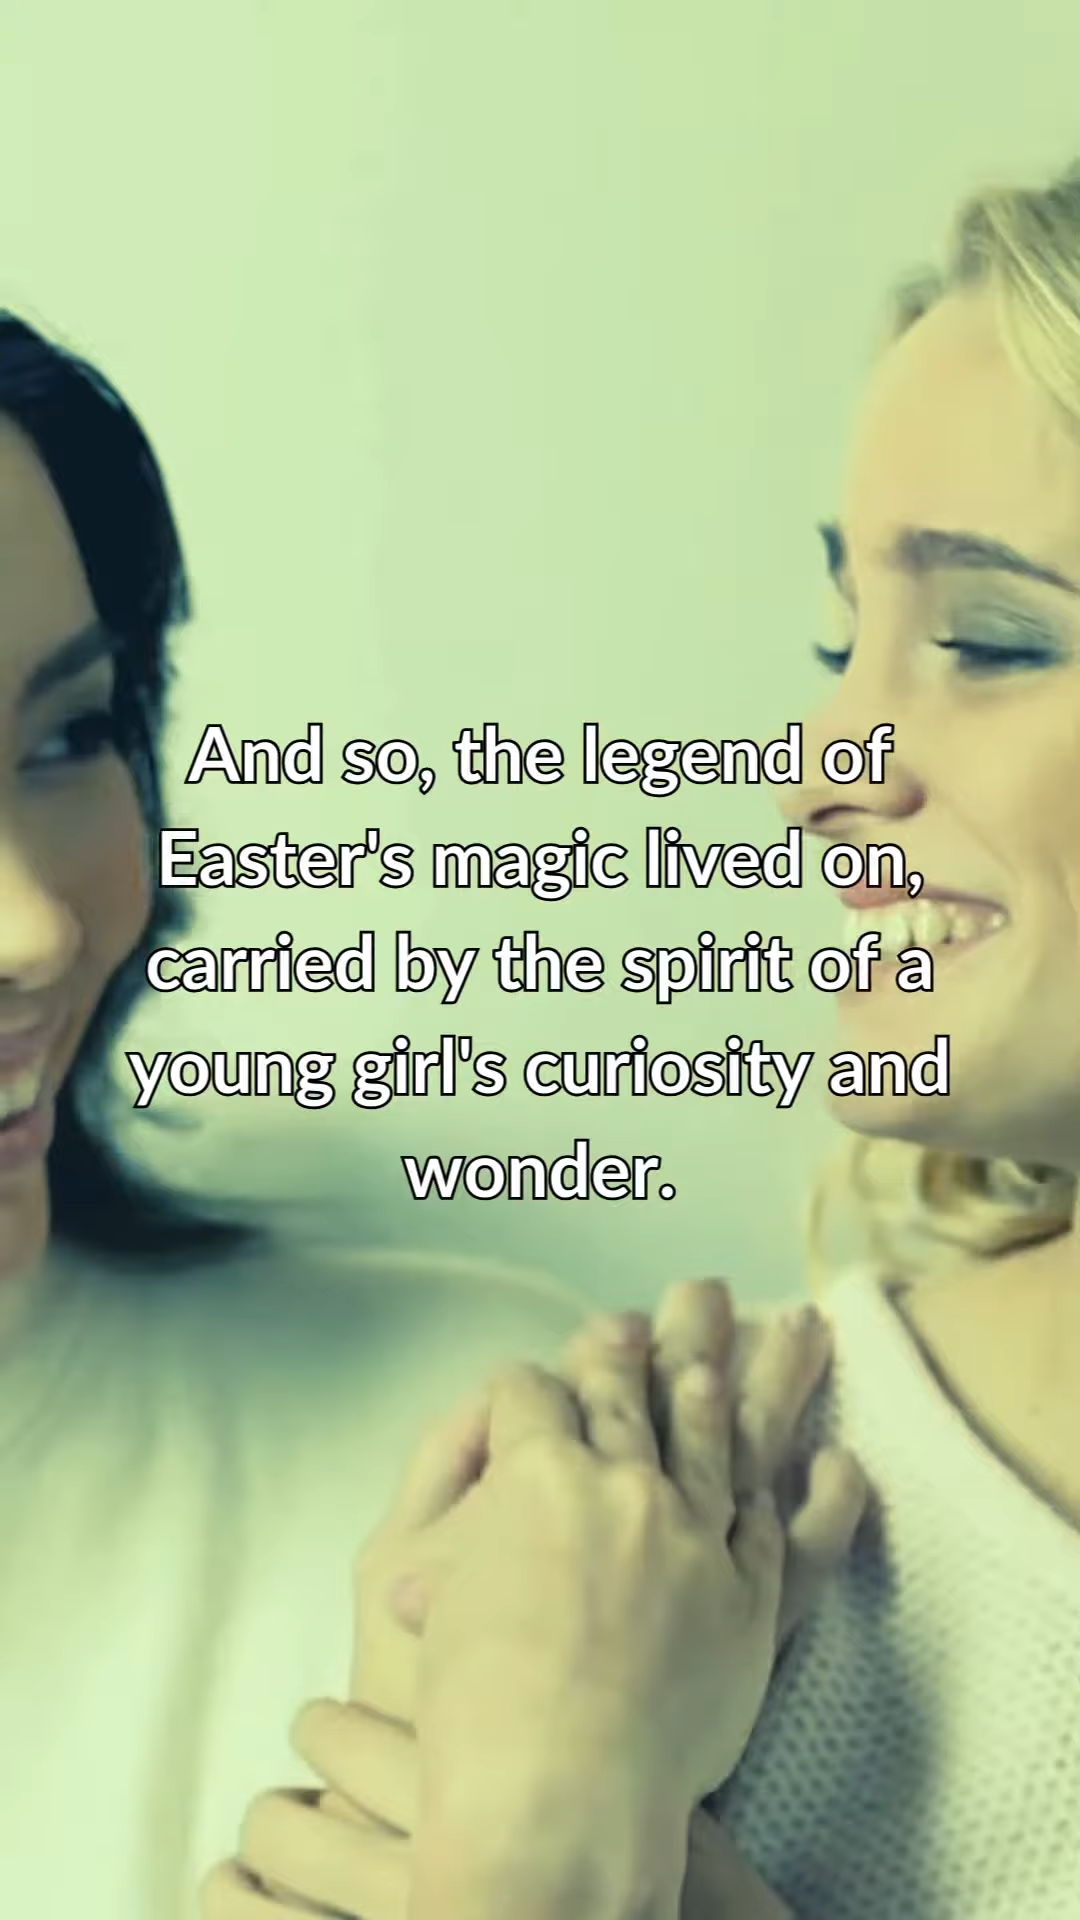 And so, the legend of
Easter's magic lived on,
carried by the spirit of a
young girl's curiosity and
wonder.